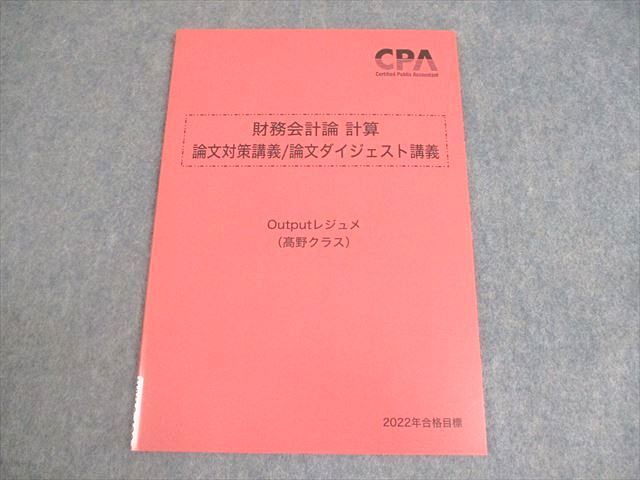 CPA
Certified Public Accountant
財務会計論 計算
論文対策講義/論文ダイジェスト講義
Outputレジュメ
(髙野クラス)
2022年合格目標